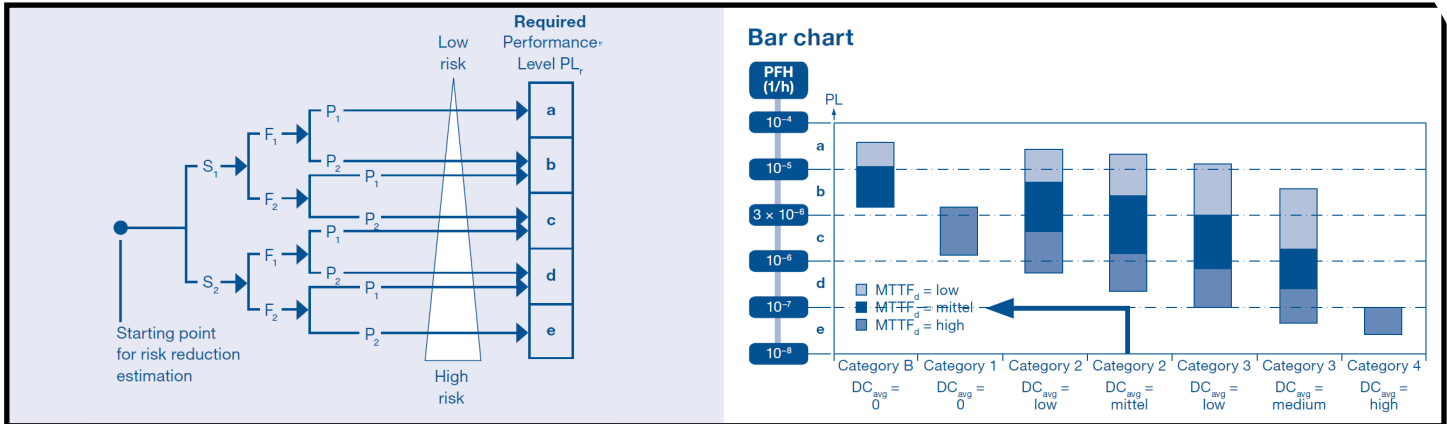 Required
Performance-
Level PLr
Low
risk
a
b
c
d
e
S1
S2
F1
F2
F1
F2
P1
P2
P1
P2
P1
P2
P1
P2
Starting point
for risk reduction
estimation
High
risk
Bar chart
PFH
(1/h)
PL
10⁻⁴
a
10⁻⁵
b
3 × 10⁻⁶
c
10⁻⁶
d
10⁻⁷
e
10⁻⁸
MTTFd = low
MTTFd = mittel
MTTFd = high
Category B
DCavg =
0
Category 1
DCavg =
0
Category 2
DCavg =
low
Category 2
DCavg =
mittel
Category 3
DCavg =
low
Category 3
DCavg =
medium
Category 4
DCavg =
high